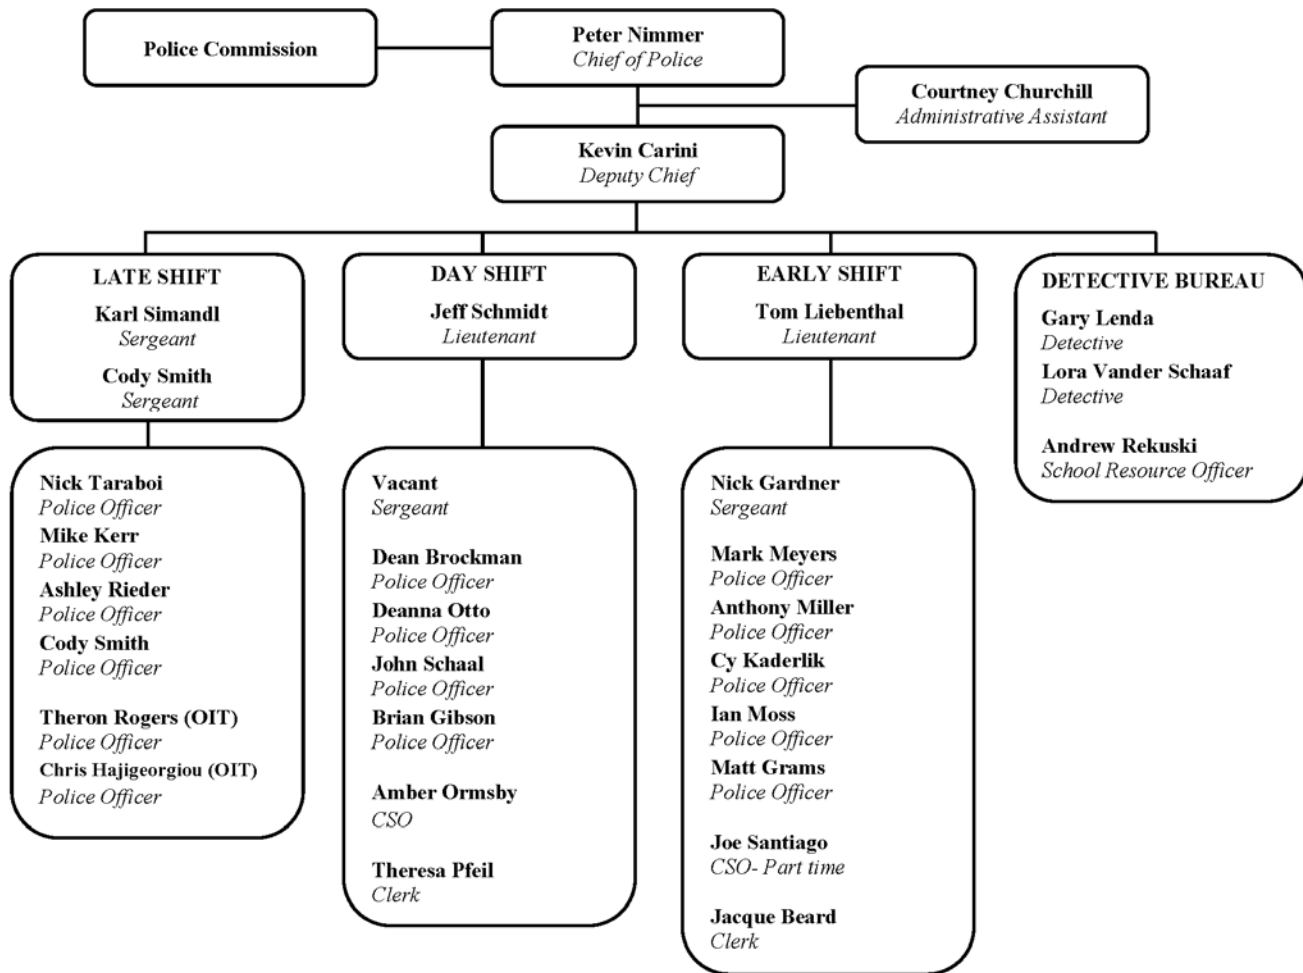 Police Commission
Peter Nimmer
Chief of Police
Courtney Churchill
Administrative Assistant
Kevin Carini
Deputy Chief
LATE SHIFT
Karl Simandl
Sergeant
Cody Smith
Sergeant
DAY SHIFT
Jeff Schmidt
Lieutenant
EARLY SHIFT
Tom Liebenthal
Lieutenant
DETECTIVE BUREAU
Gary Lenda
Detective
Lora Vander Schaaf
Detective
Andrew Rekuski
School Resource Officer
Nick Taraboi
Police Officer
Mike Kerr
Police Officer
Ashley Rieder
Police Officer
Cody Smith
Police Officer
Theron Rogers (OIT)
Police Officer
Chris Hajigeorgiou (OIT)
Police Officer
Vacant
Sergeant
Dean Brockman
Police Officer
Deanna Otto
Police Officer
John Schaal
Police Officer
Brian Gibson
Police Officer
Amber Ormsby
CSO
Theresa Pfeil
Clerk
Nick Gardner
Sergeant
Mark Meyers
Police Officer
Anthony Miller
Police Officer
Cy Kaderlik
Police Officer
Ian Moss
Police Officer
Matt Grams
Police Officer
Joe Santiago
CSO- Part time
Jacque Beard
Clerk